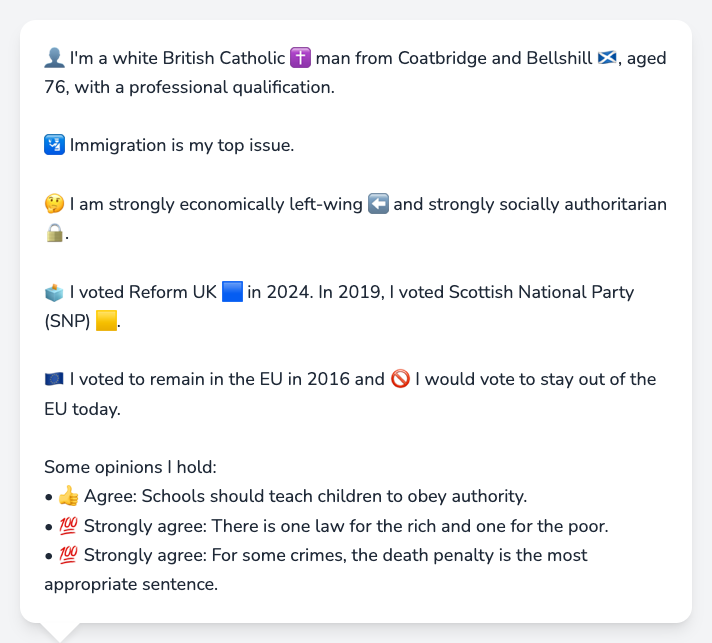 👤 I'm a white British Catholic ✝️ man from Coatbridge and Bellshill 🏴󠁧󠁢󠁳󠁣󠁴󠁿, aged
76, with a professional qualification.
🛂 Immigration is my top issue.
🤔 I am strongly economically left-wing ⬅️ and strongly socially authoritarian
🔒.
🗳️ I voted Reform UK 🟦 in 2024. In 2019, I voted Scottish National Party
(SNP) 🟨.
🇪🇺 I voted to remain in the EU in 2016 and 🚫 I would vote to stay out of the
EU today.
Some opinions I hold:
• 👍 Agree: Schools should teach children to obey authority.
• 💯 Strongly agree: There is one law for the rich and one for the poor.
• 💯 Strongly agree: For some crimes, the death penalty is the most
appropriate sentence.